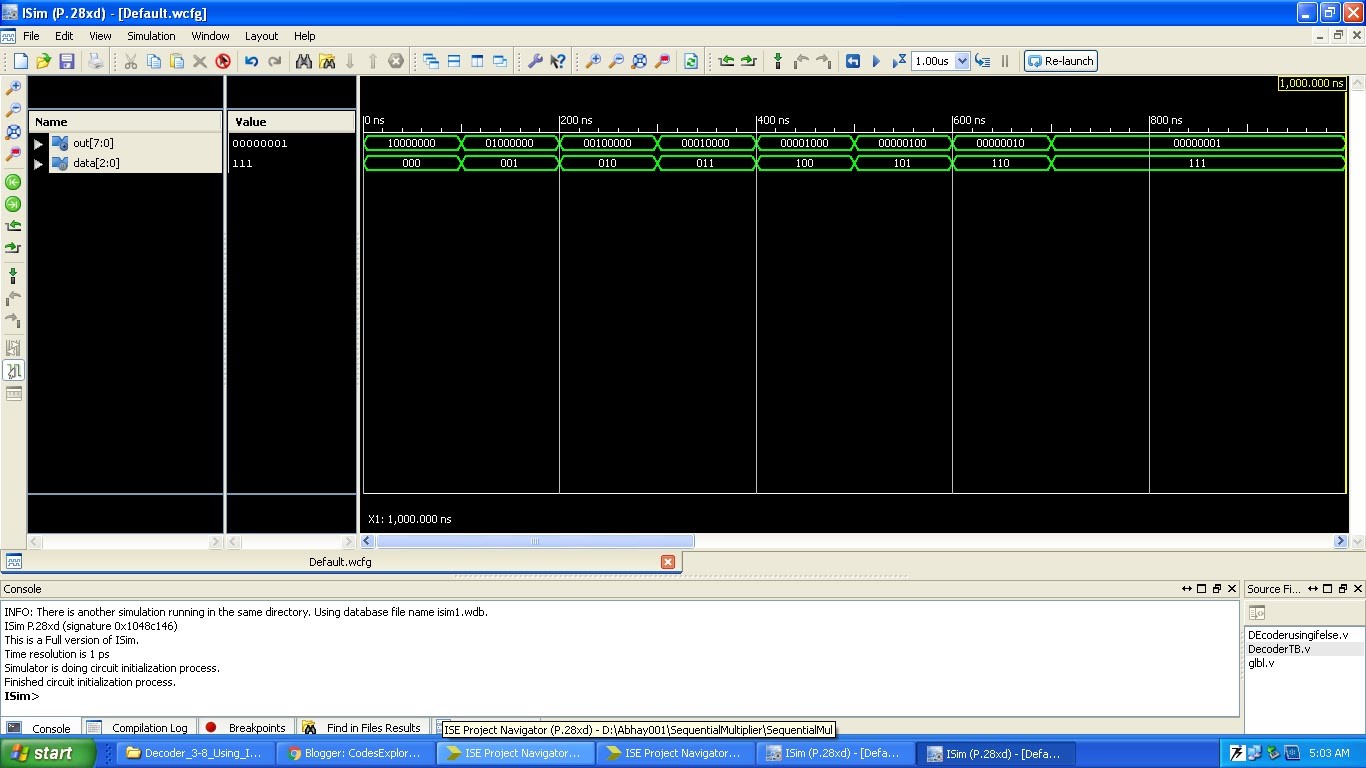 ISim (P.28xd) - [Default.wcfg]
File Edit View Simulation Window Layout Help
1.00us Re-launch
1,000.000 ns
Name Value
0 ns 200 ns 400 ns 600 ns 800 ns
out[7:0] 00000001 10000000 01000000 00100000 00010000 00001000 00000100 00000010 00000001
data[2:0] 111 000 001 010 011 100 101 110 111
X1: 1,000.000 ns
Default.wcfg
Console
INFO: There is another simulation running in the same directory. Using database file name isim1.wdb.
ISim P.28xd (signature 0x1048c146)
This is a Full version of ISim.
Time resolution is 1 ps
Simulator is doing circuit initialization process.
Finished circuit initialization process.
ISim>
Source Fi...
DEcoderusingifelse.v
DecoderTB.v
glbl.v
Console Compilation Log Breakpoints Find in Files Results
ISE Project Navigator (P.28xd) - D:\Abhay001\SequentialMultiplier\SequentialMul
start Decoder_3-8_Using_I... Blogger: CodesExplor... ISE Project Navigator... ISE Project Navigator... ISim (P.28xd) - [Defa... ISim (P.28xd) - [Defa... 5:03 AM